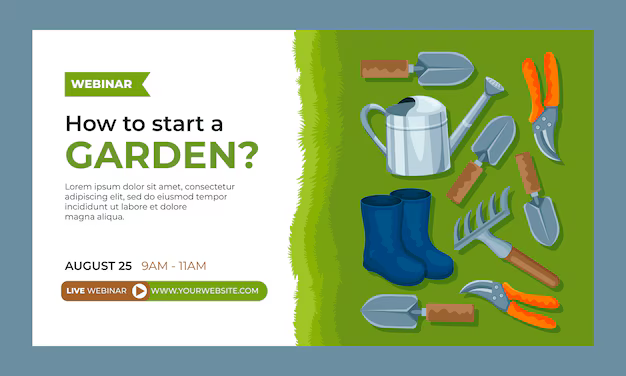 WEBINAR
How to start a
GARDEN?
Lorem ipsum dolor sit amet, consectetur
adipiscing elit, sed do eiusmod tempor
incididunt ut labore et dolore
magna aliqua.
AUGUST 25 9AM - 11AM
LIVE WEBINAR WWW.YOURWEBSITE.COM